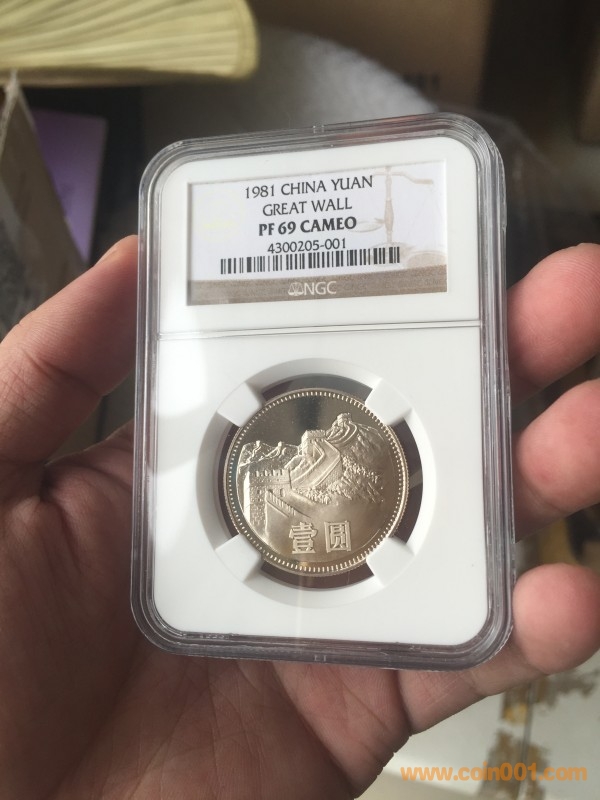 1981 CHINA YUAN
GREAT WALL
PF 69 CAMEO
4300205-001
NGC
壹圆
www.coin001.com